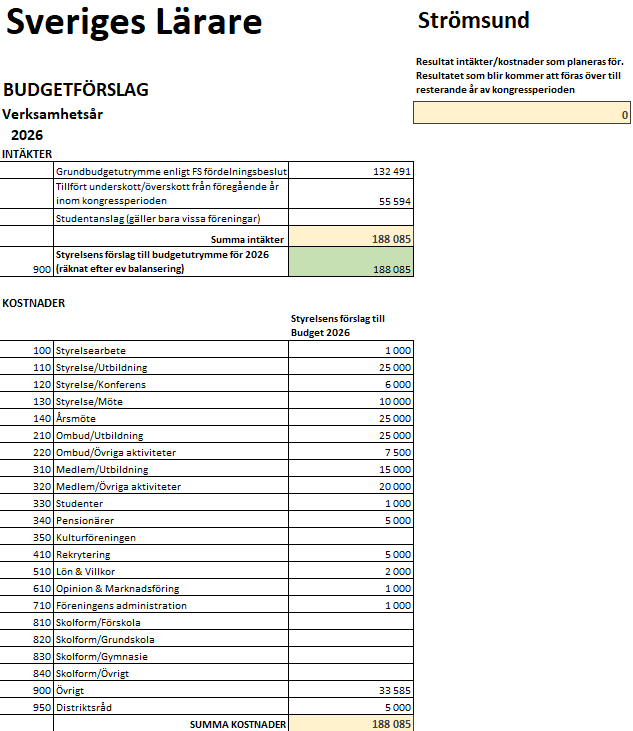 Sveriges Lärare
Strömsund
Resultat intäkter/kostnader som planeras för.
Resultatet som blir kommer att föras över till
resterande år av kongressperioden
0
BUDGETFÖRSLAG
Verksamhetsår
2026
INTÄKTER
Grundbudgetutrymme enligt FS fördelningsbeslut 132 491
Tillfört underskott/överskott från föregående år
inom kongressperioden 55 594
Studentanslag (gäller bara vissa föreningar)
Summa intäkter 188 085
Styrelsens förslag till budgetutrymme för 2026
900 (räknat efter ev balansering) 188 085
KOSTNADER
Styrelsens förslag till
Budget 2026
100 Styrelsearbete 1 000
110 Styrelse/Utbildning 25 000
120 Styrelse/Konferens 6 000
130 Styrelse/Möte 10 000
140 Årsmöte 25 000
210 Ombud/Utbildning 25 000
220 Ombud/Övriga aktiviteter 7 500
310 Medlem/Utbildning 15 000
320 Medlem/Övriga aktiviteter 20 000
330 Studenter 1 000
340 Pensionärer 5 000
350 Kulturföreningen
410 Rekrytering 5 000
510 Lön & Villkor 2 000
610 Opinion & Marknadsföring 1 000
710 Föreningens administration 1 000
810 Skolform/Förskola
820 Skolform/Grundskola
830 Skolform/Gymnasie
840 Skolform/Övrigt
900 Övrigt 33 585
950 Distriktsråd 5 000
SUMMA KOSTNADER 188 085